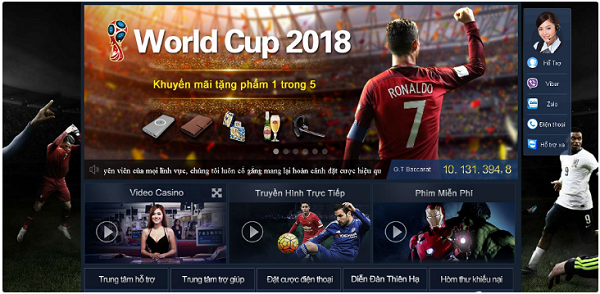 World Cup 2018
Khuyến mãi tặng phẩm 1 trong 5
RONALDO
7
Hỗ Trợ
Viber
Zalo
Điện thoại
Hỗ trợ xa
yên viên của mọi lĩnh vực, chúng tôi luôn cố gắng mang lại hoàn cảnh đặt cược hiệu qu
G.T Baccarat
10. 131. 394. 8
Video Casino
Truyền Hình Trực Tiếp
Phim Miễn Phí
Trung tâm hỗ trợ
Trung tâm trợ giúp
Đặt cược điện thoại
Diễn Đàn Thiên Hạ
Hòm thư khiếu nại
9